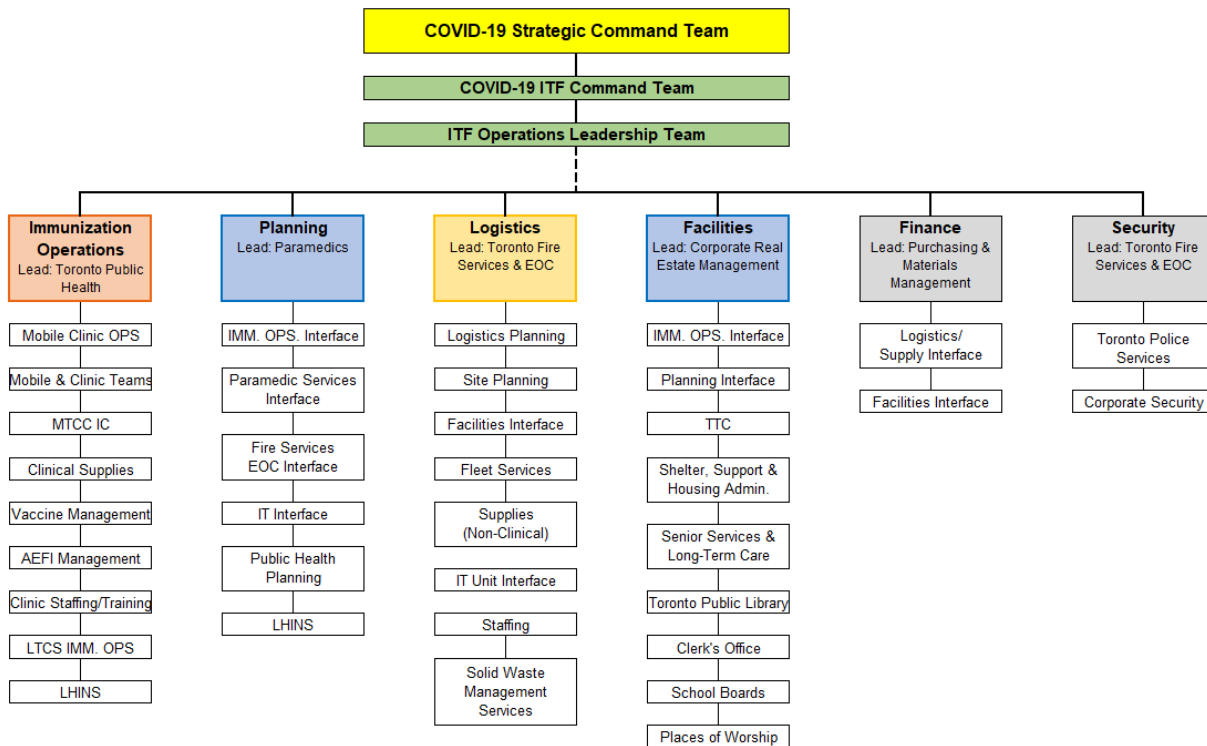 COVID-19 Strategic Command Team
COVID-19 ITF Command Team
ITF Operations Leadership Team
Immunization
Operations
Lead: Toronto Public
Health
Mobile Clinic OPS
Mobile & Clinic Teams
MTCC IC
Clinical Supplies
Vaccine Management
AEFI Management
Clinic Staffing/Training
LTCS IMM. OPS
LHINS
Planning
Lead: Paramedics
IMM. OPS. Interface
Paramedic Services
Interface
Fire Services
EOC Interface
IT Interface
Public Health
Planning
LHINS
Logistics
Lead: Toronto Fire
Services & EOC
Logistics Planning
Site Planning
Facilities Interface
Fleet Services
Supplies
(Non-Clinical)
IT Unit Interface
Staffing
Solid Waste
Management
Services
Facilities
Lead: Corporate Real
Estate Management
IMM. OPS. Interface
Planning Interface
TTC
Shelter, Support &
Housing Admin.
Senior Services &
Long-Term Care
Toronto Public Library
Clerk's Office
School Boards
Places of Worship
Finance
Lead: Purchasing &
Materials
Management
Logistics/
Supply Interface
Facilities Interface
Security
Lead: Toronto Fire
Services & EOC
Toronto Police
Services
Corporate Security